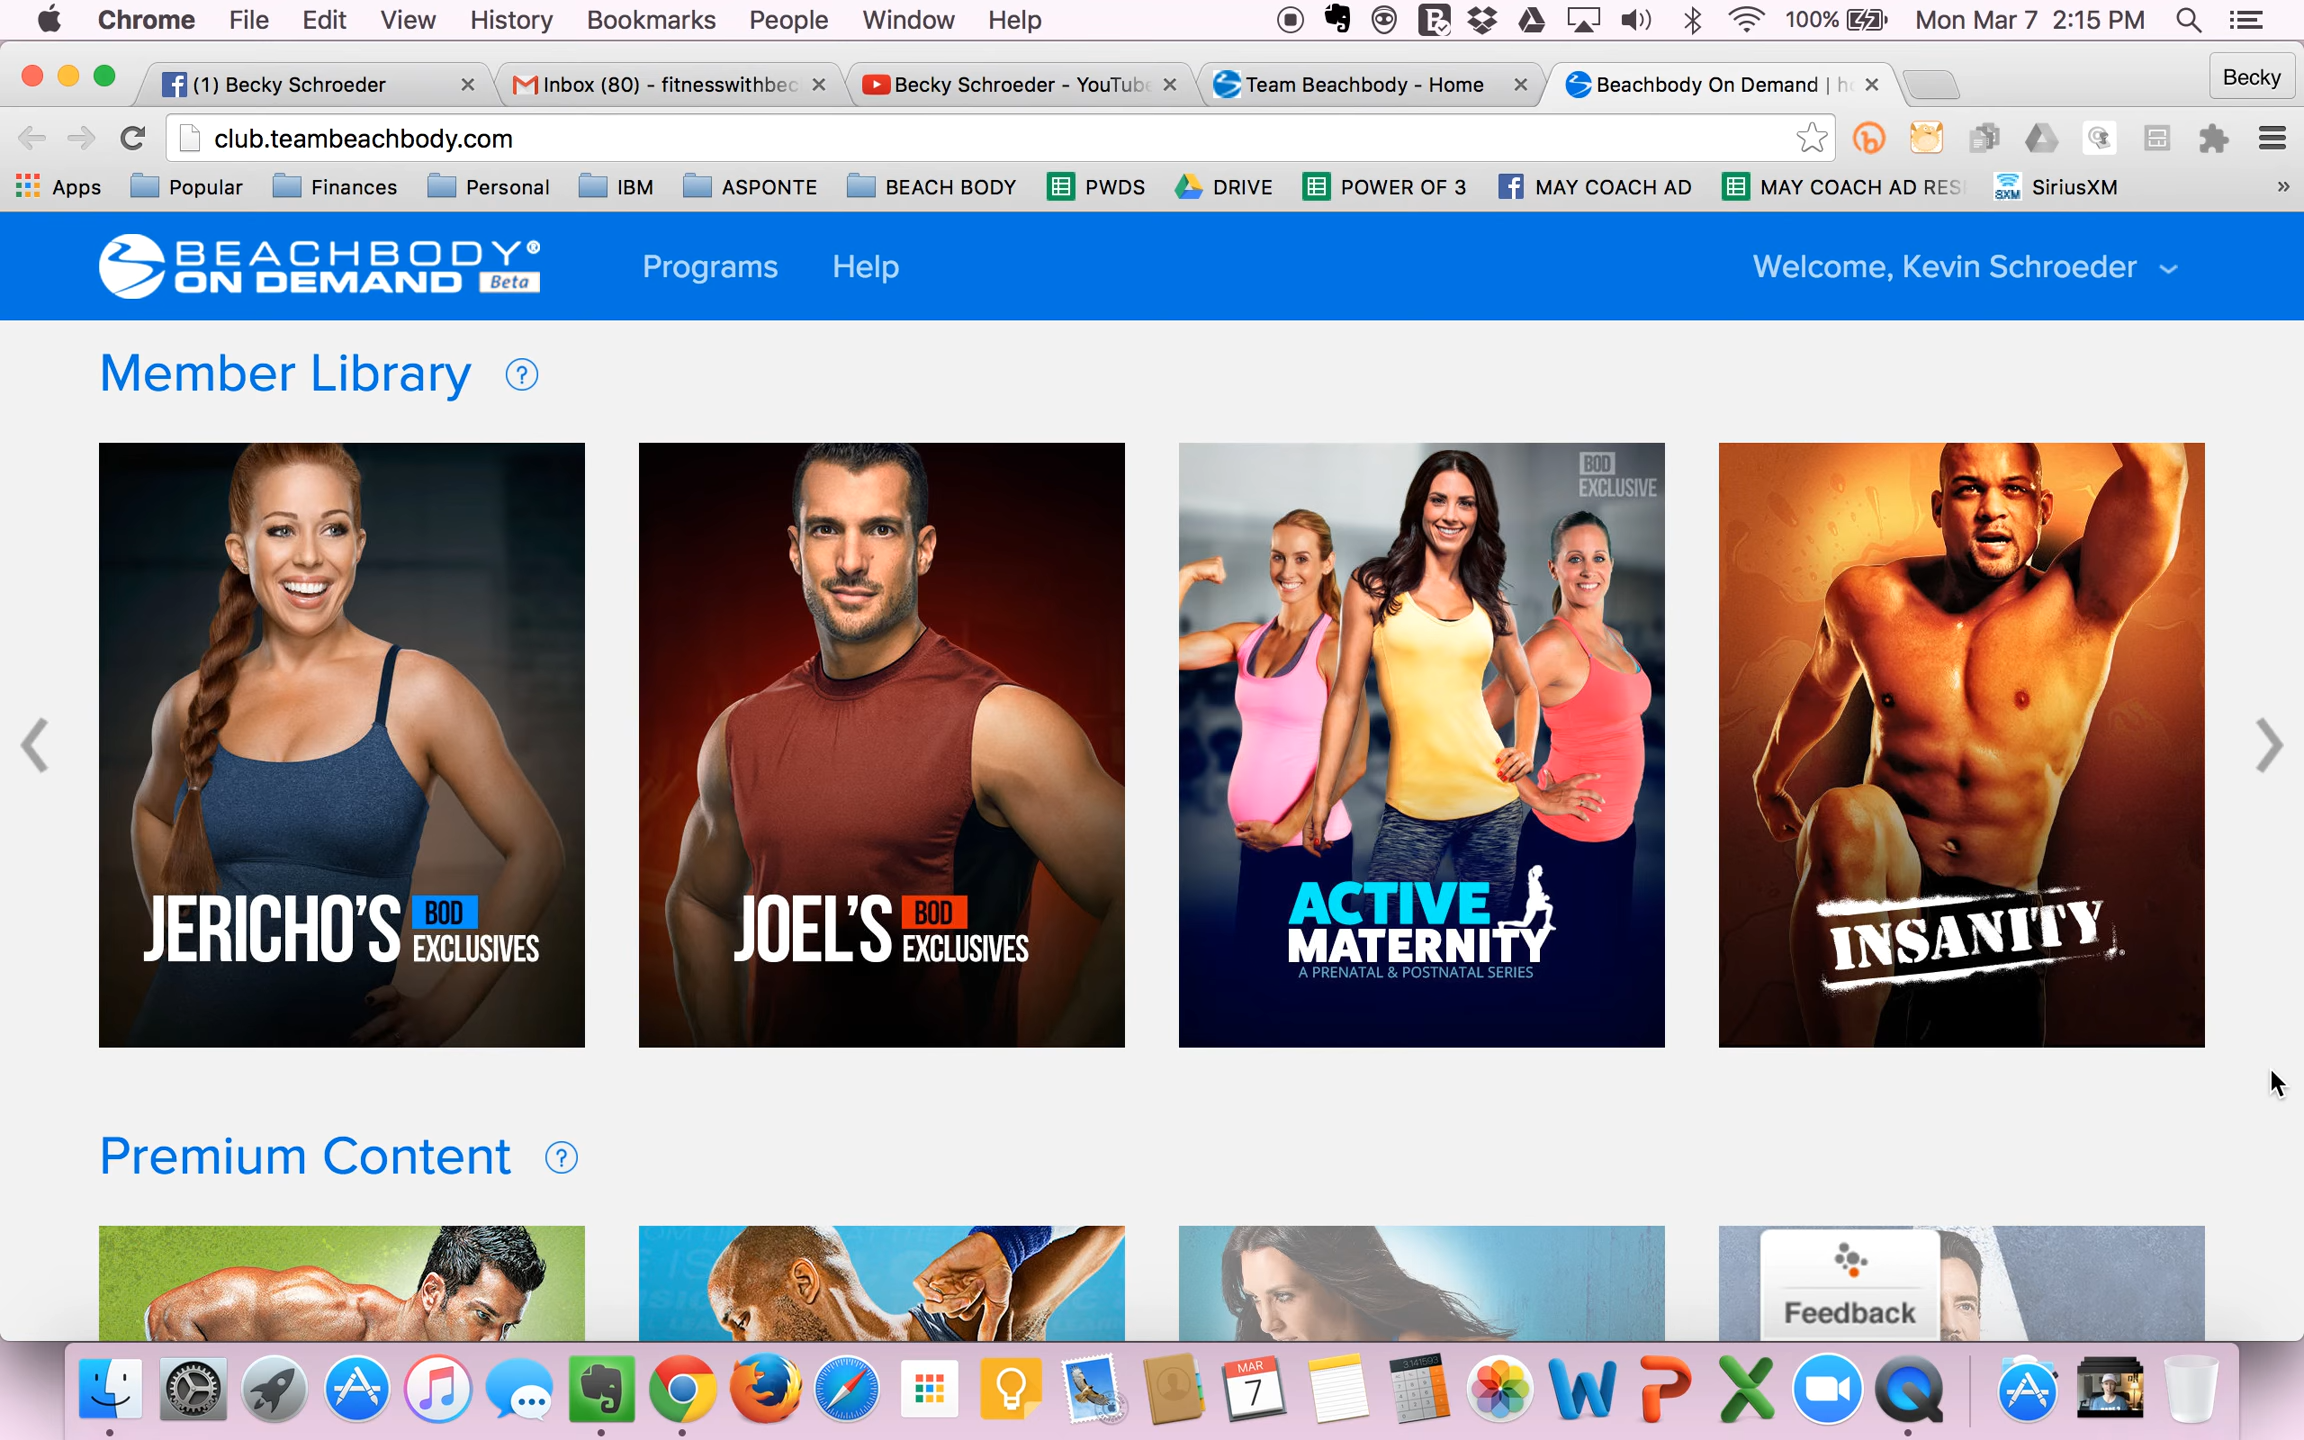 Chrome File Edit View History Bookmarks People Window Help 100% Mon Mar 7 2:15 PM
(1) Becky Schroeder
Inbox (80) - fitnesswithbec
Becky Schroeder - YouTube
Team Beachbody - Home
Beachbody On Demand | h
Becky
club.teambeachbody.com
Apps Popular Finances Personal IBM ASPONTE BEACH BODY PWDS DRIVE POWER OF 3 MAY COACH AD MAY COACH AD RES SiriusXM »
BEACHBODY®
ON DEMAND Beta
Programs Help
Welcome, Kevin Schroeder
Member Library ?
JERICHO'S BOD
EXCLUSIVES
JOEL'S BOD
EXCLUSIVES
BOD
EXCLUSIVE
ACTIVE
MATERNITY
A PRENATAL & POSTNATAL SERIES
INSANITY
Premium Content ?
Feedback
MAR
7